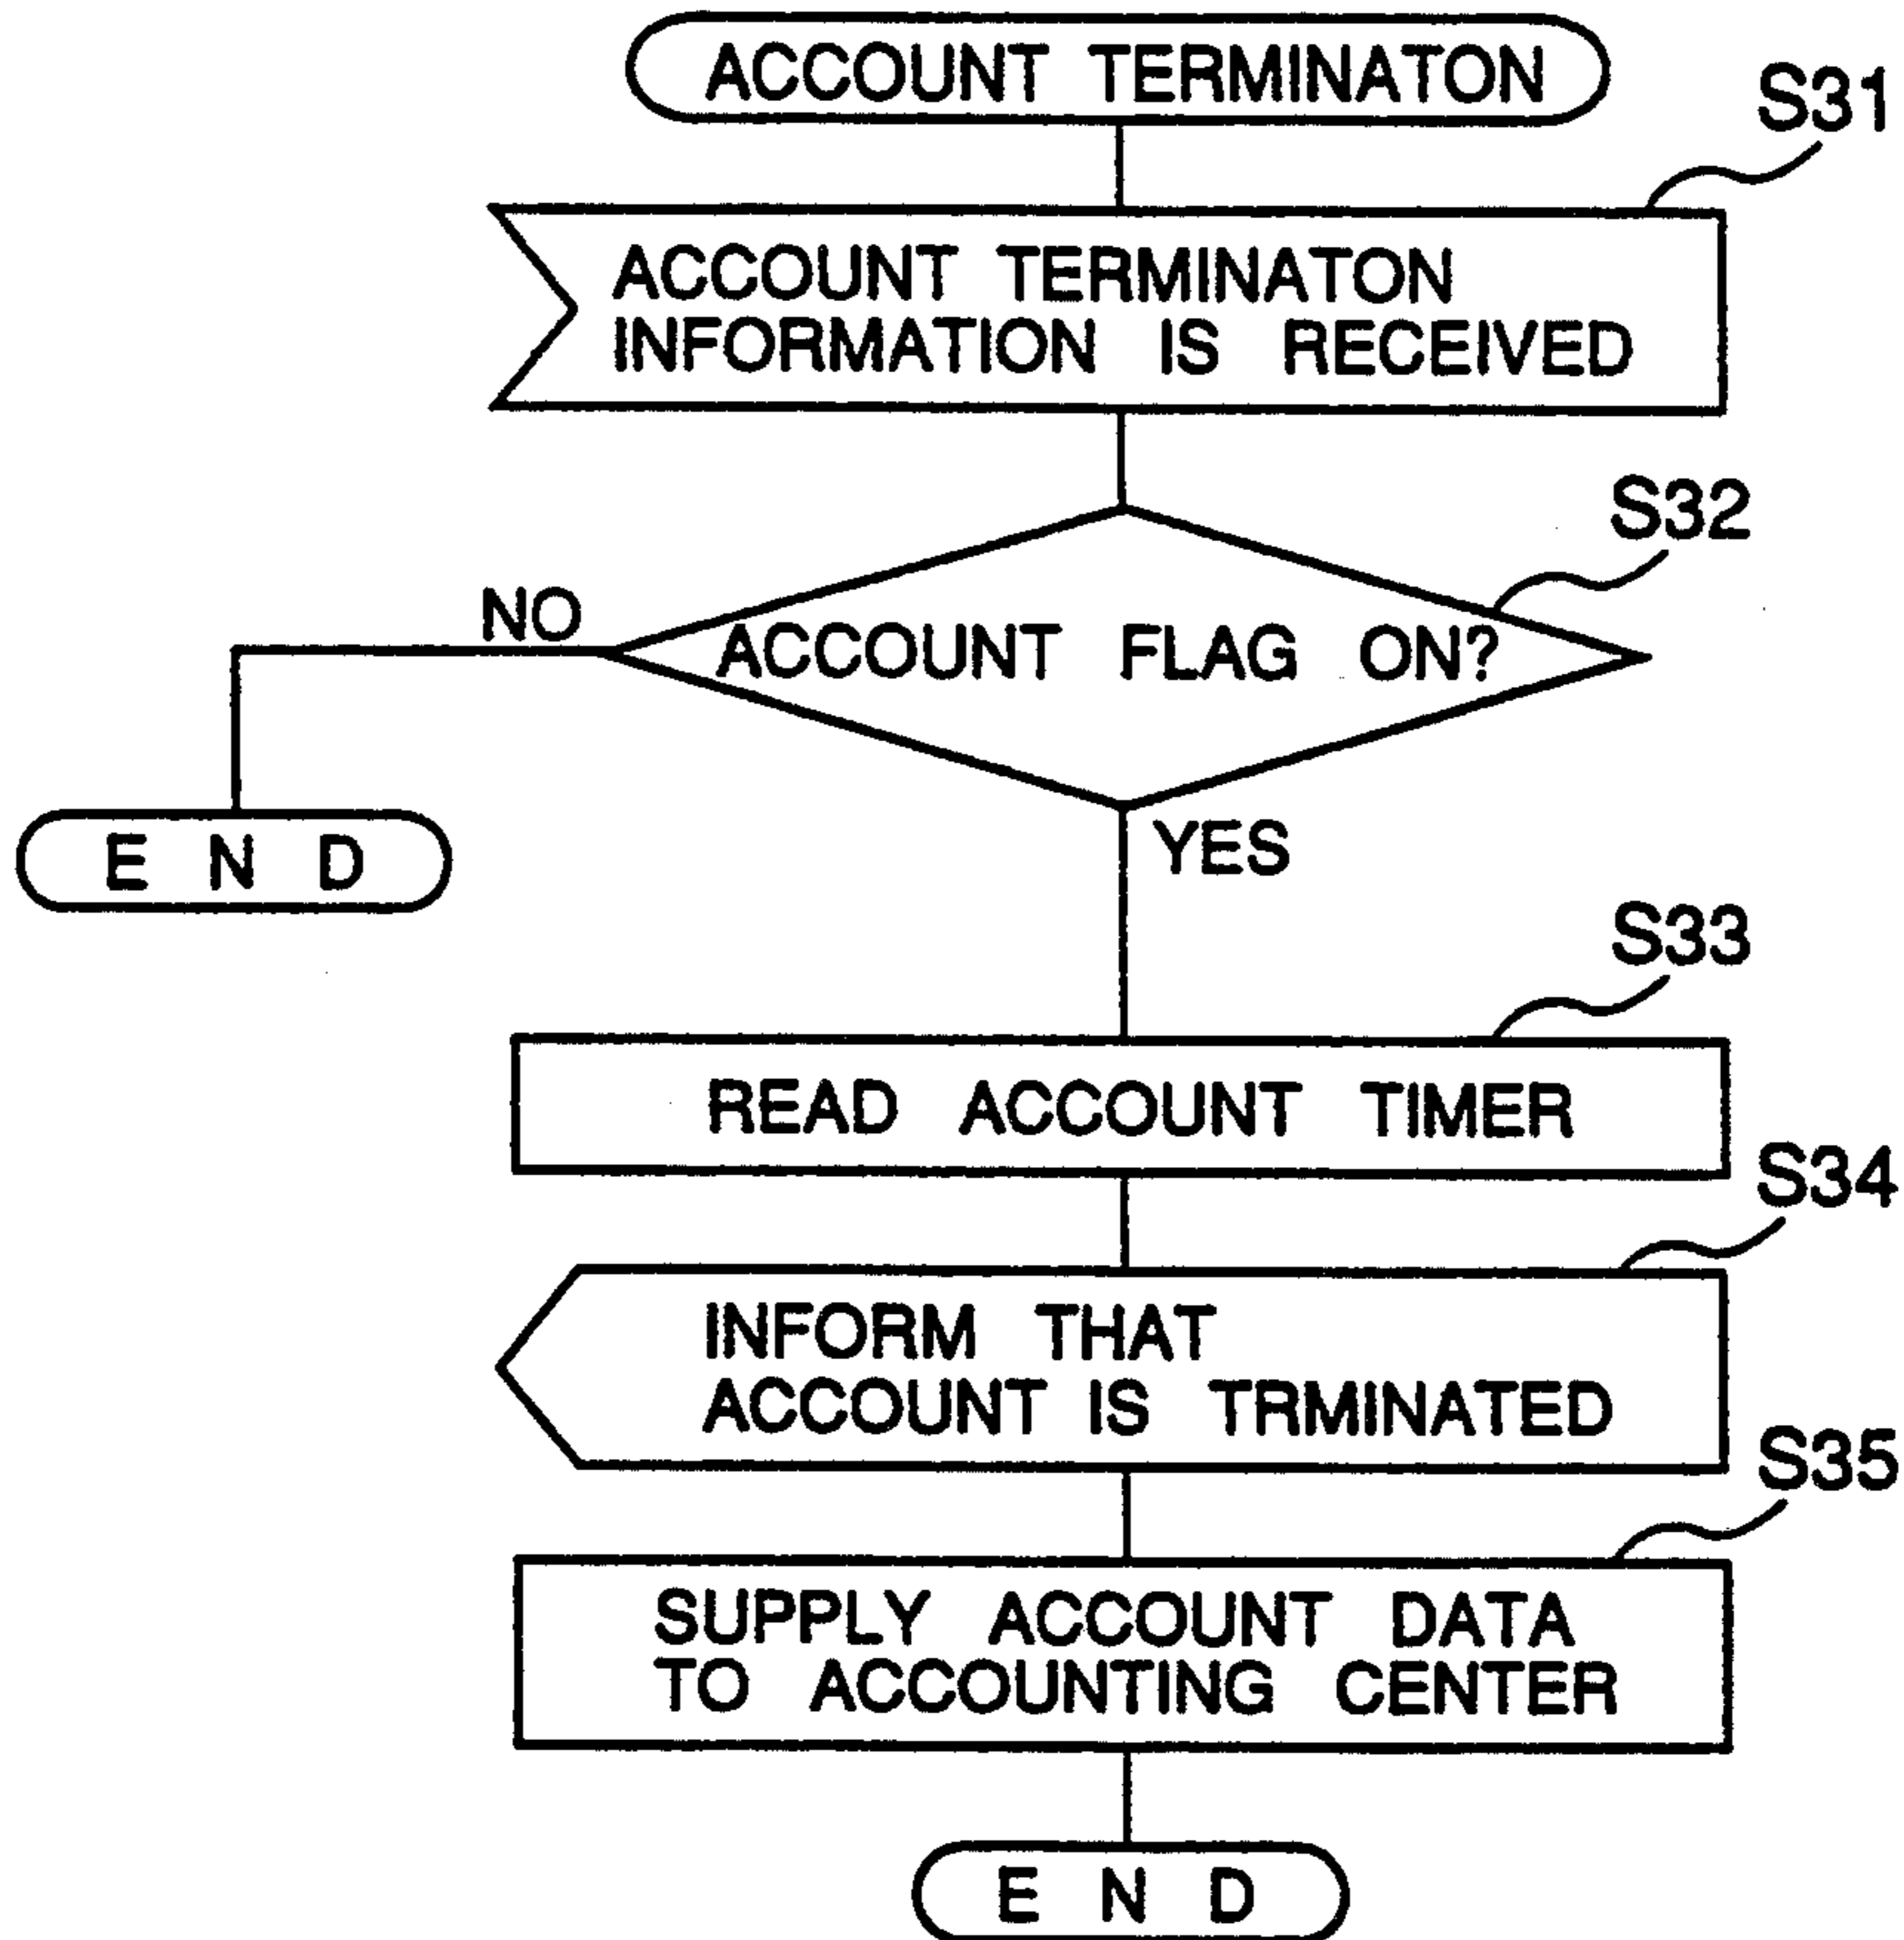 ACCOUNT TERMINATON
S31
ACCOUNT TERMINATON
INFORMATION IS RECEIVED
S32
NO
ACCOUNT FLAG ON?
E N D
YES
S33
READ ACCOUNT TIMER
S34
INFORM THAT
ACCOUNT IS TRMINATED
S35
SUPPLY ACCOUNT DATA
TO ACCOUNTING CENTER
E N D